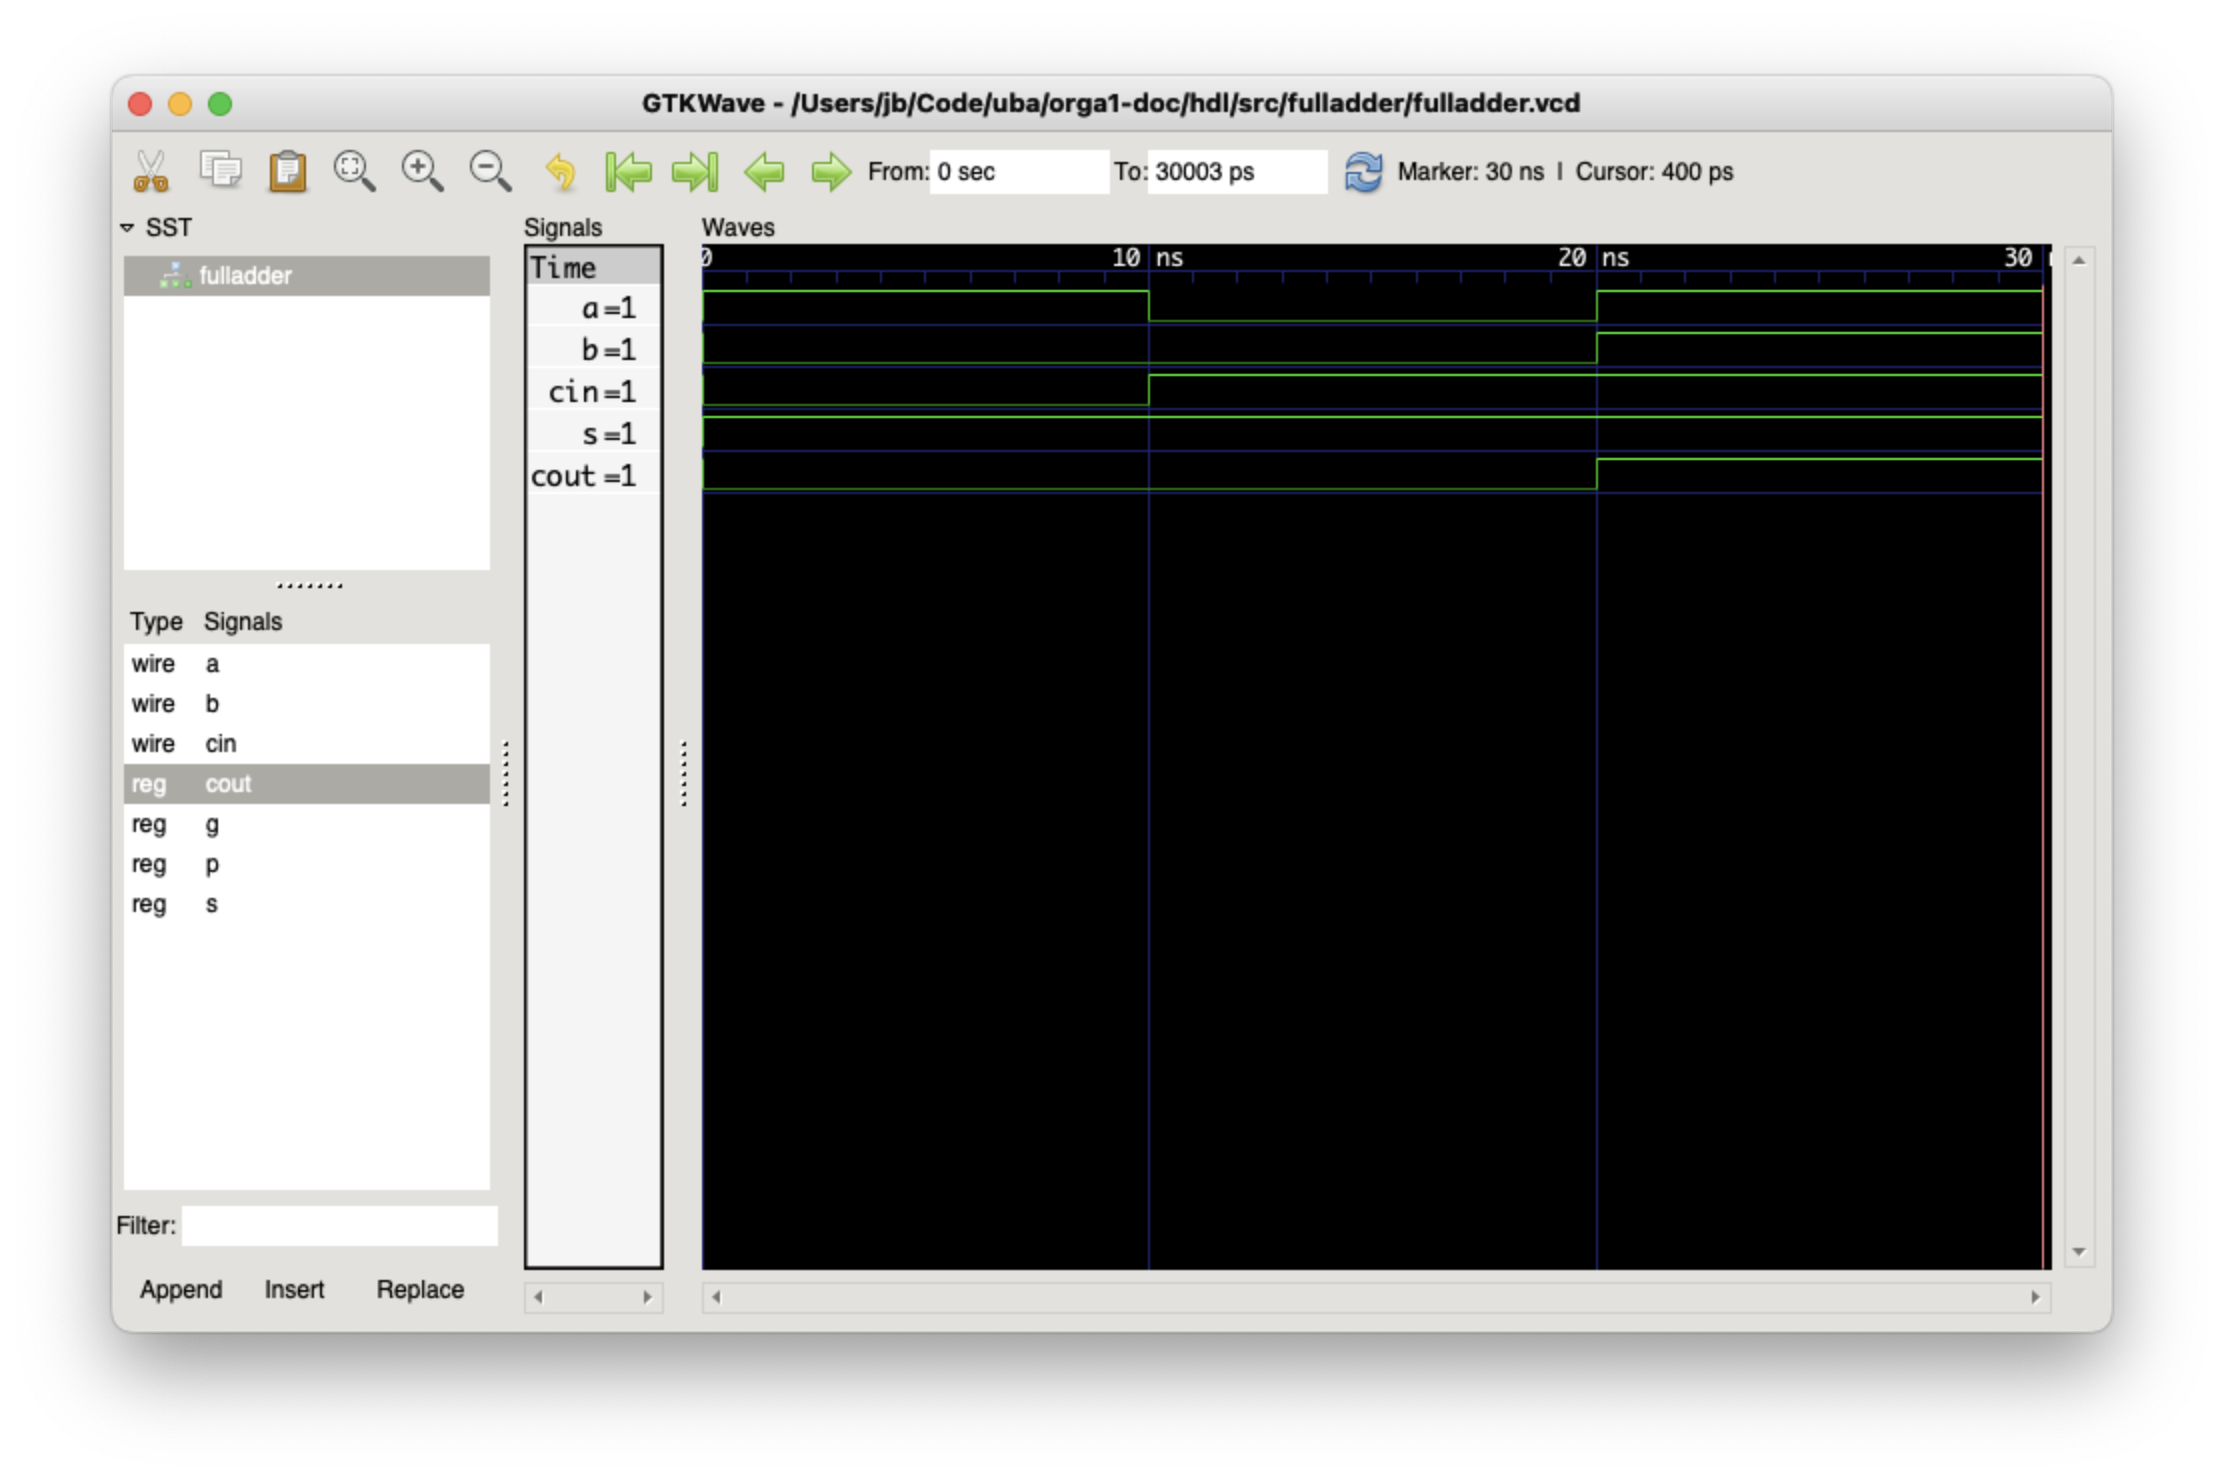 GTKWave - /Users/jb/Code/uba/orga1-doc/hdl/src/fulladder/fulladder.vcd
From: 0 sec To: 30003 ps Marker: 30 ns | Cursor: 400 ps
SST
fulladder
Type Signals
wire a
wire b
wire cin
reg cout
reg g
reg p
reg s
Filter:
Append Insert Replace
Signals
Time
a=1
b=1
cin=1
s=1
cout=1
Waves
0 10 ns 20 ns 30